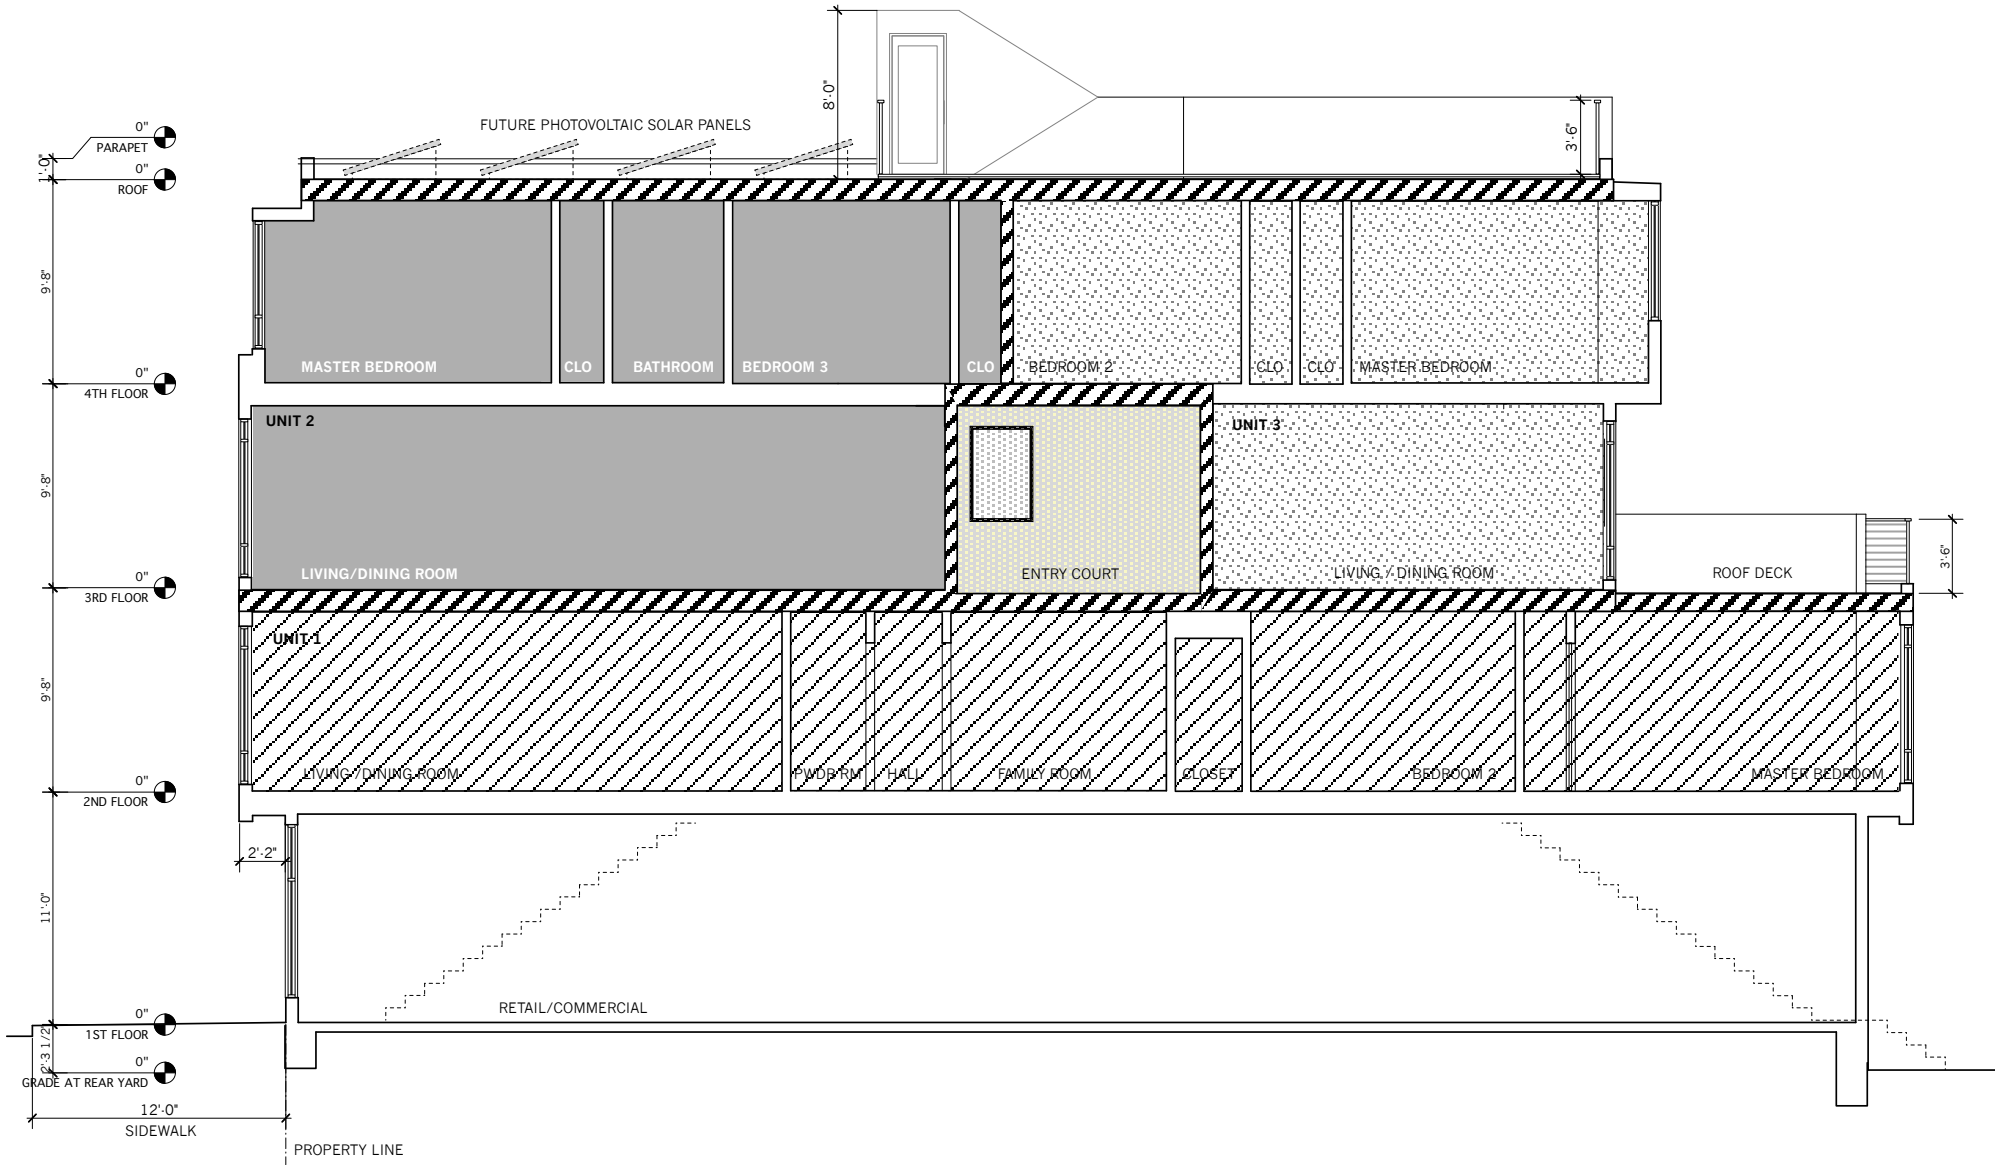 8'-0"
FUTURE PHOTOVOLTAIC SOLAR PANELS
3'-6"
0"
PARAPET
1'-0"
0"
ROOF
9'-8"
MASTER BEDROOM
CLO
BATHROOM
BEDROOM 3
CLO
BEDROOM 2
CLO
CLO
MASTER BEDROOM
0"
4TH FLOOR
UNIT 2
UNIT 3
9'-8"
3'-6"
LIVING/DINING ROOM
ENTRY COURT
LIVING / DINING ROOM
ROOF DECK
0"
3RD FLOOR
UNIT 1
9'-8"
LIVING /DINING ROOM
PWDR RM
HALL
FAMILY ROOM
CLOSET
BEDROOM 2
MASTER BEDROOM
0"
2ND FLOOR
2'-2"
11'-0"
RETAIL/COMMERCIAL
0"
1ST FLOOR
2'-3 1/2"
0"
GRADE AT REAR YARD
12'-0"
SIDEWALK
PROPERTY LINE